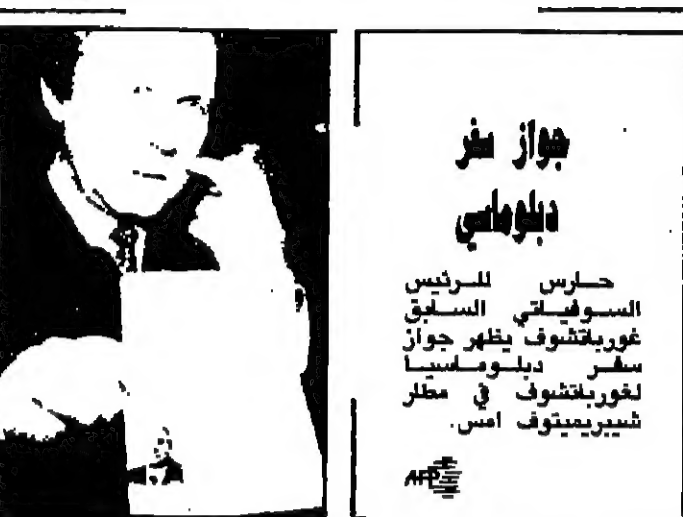 جواز سفر
دبلوماسي
حارس للرئيس
السوفياتي السابق
غورباتشوف يظهر جواز
سفر دبلوماسيا
لغورباتشوف في مطار
شيريميتوف امس.
AFP